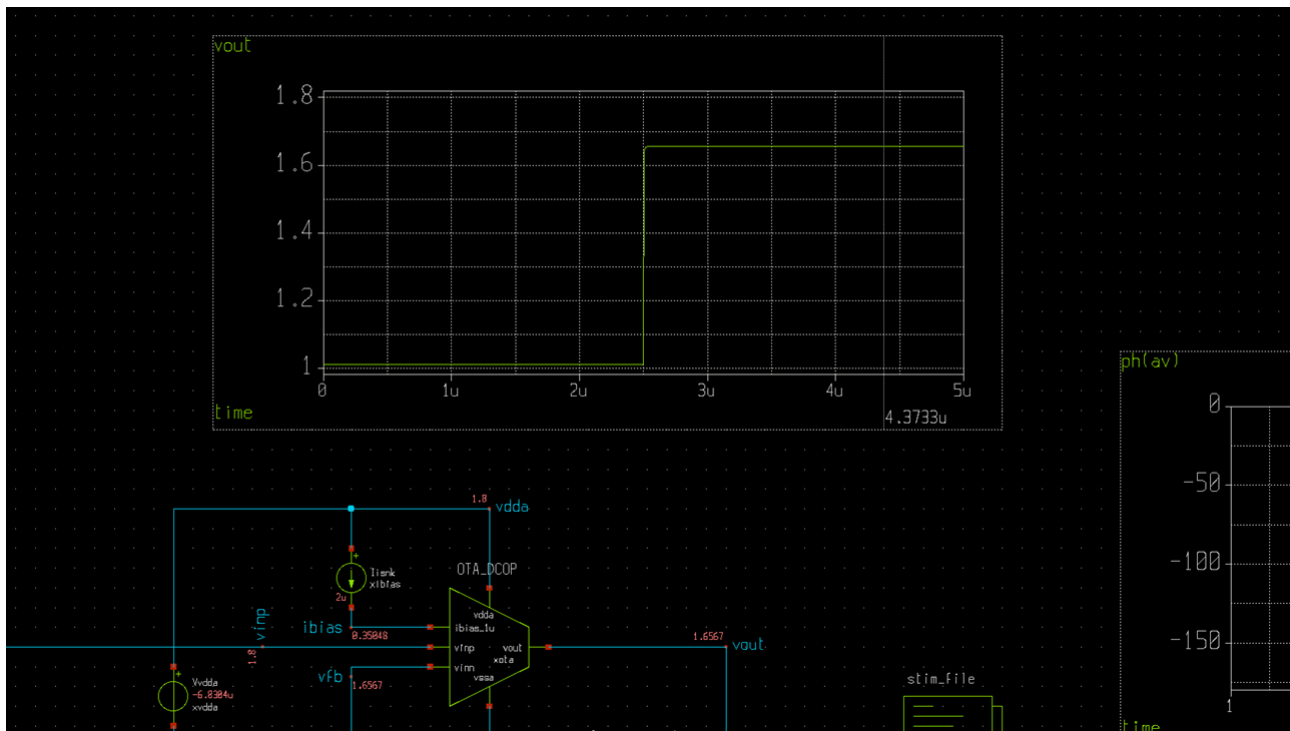 vout
1.8
1.6
1.4
1.2
1
0
1u
2u
3u
4u
5u
time
4.3733u
ph(av)
0
-50
-100
-150
1
time
1.8
vdda
OTA_DCOP
xibias
2u
vdda
ibias
0.35848
ibias_1u
vinp
1.8
vinp
vout
xota
1.6567
vout
vfb
1.6567
vinn
vssa
Vvdda
-6.8304u
xvdda
stim_file